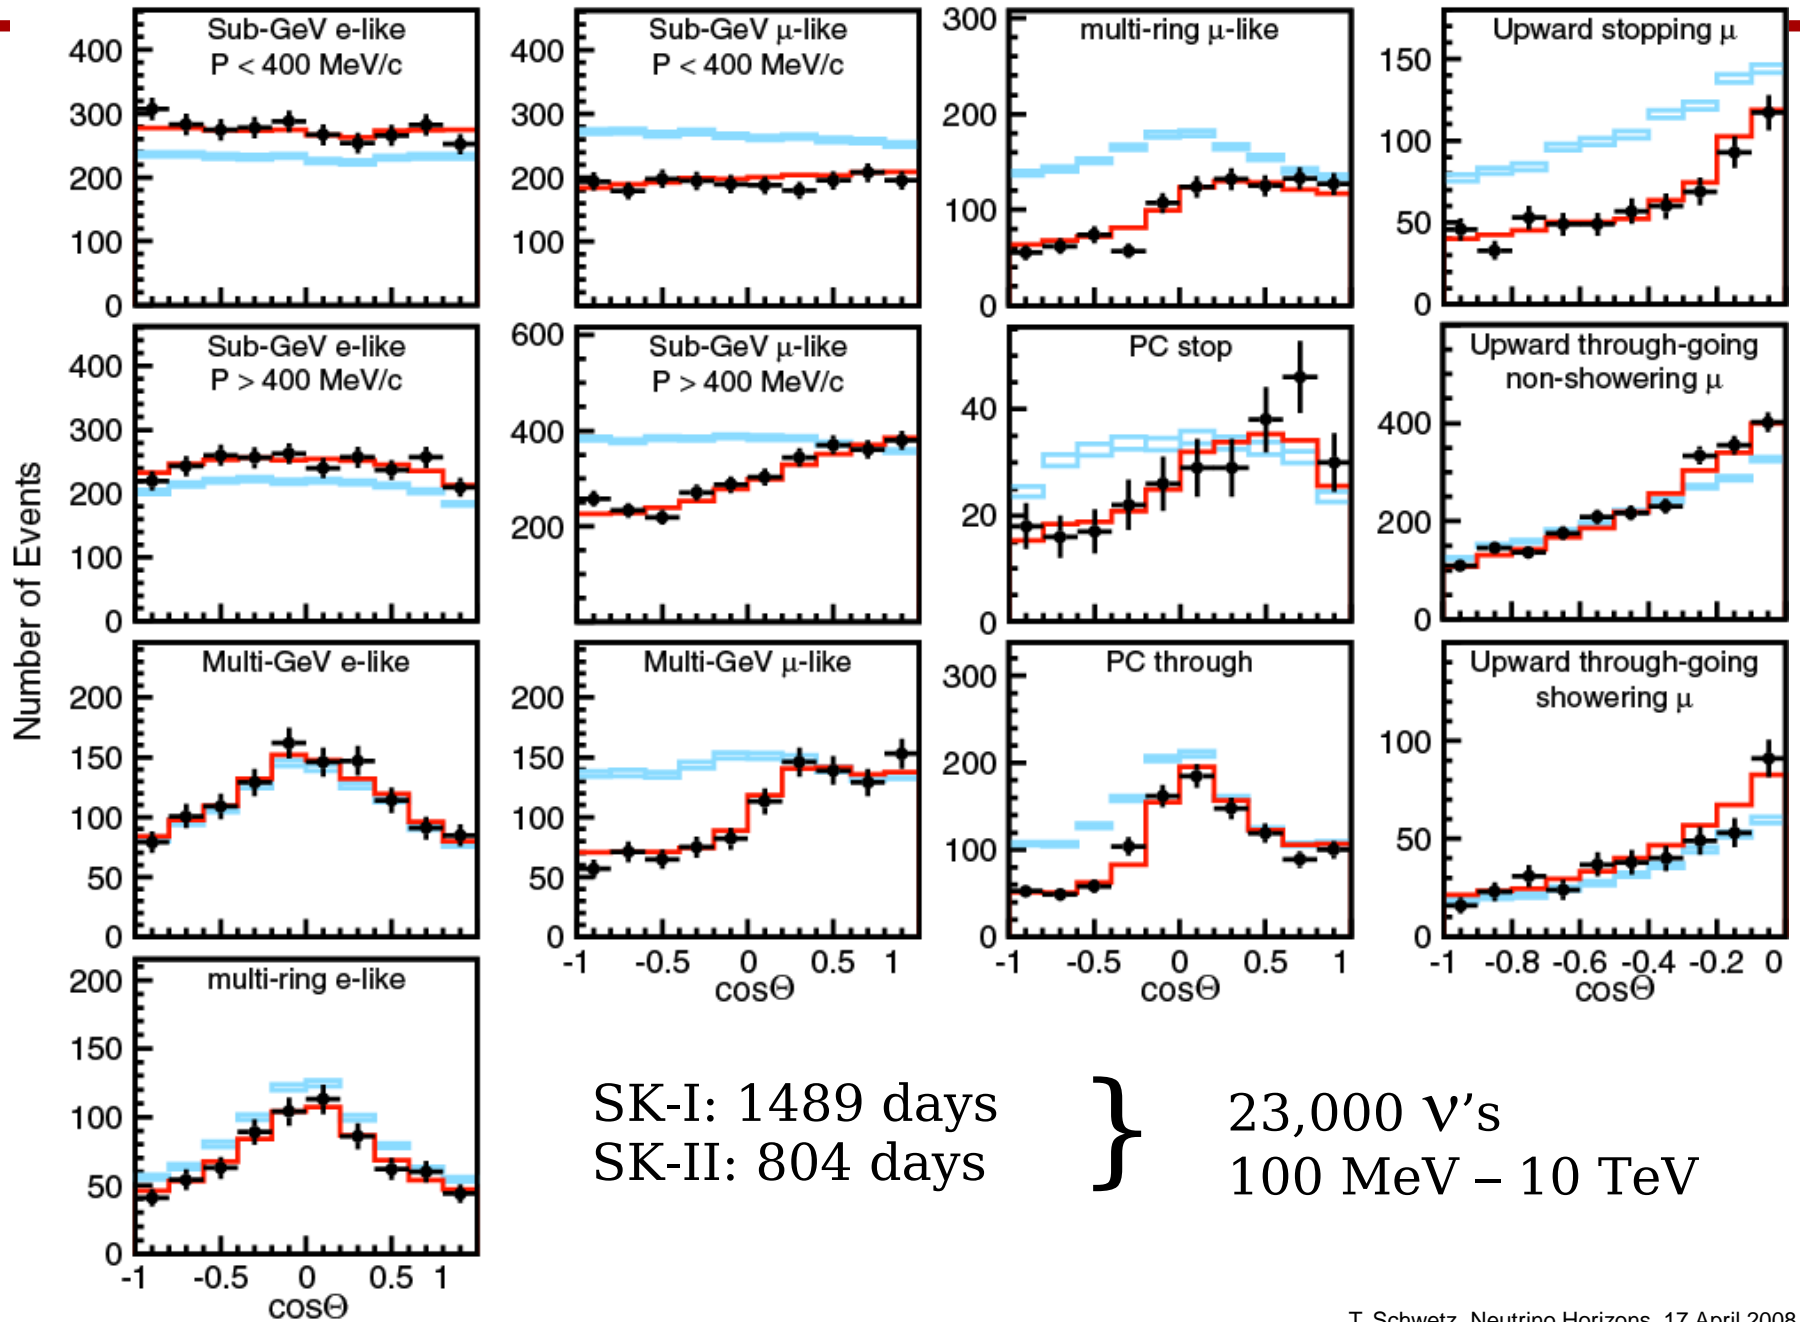 Number of Events
Sub-GeV e-like
P < 400 MeV/c
400
300
200
100
0
Sub-GeV μ-like
P < 400 MeV/c
400
300
200
100
multi-ring μ-like
300
200
100
0
Upward stopping μ
150
100
50
0
Sub-GeV e-like
P > 400 MeV/c
400
300
200
100
0
Sub-GeV μ-like
P > 400 MeV/c
600
400
200
PC stop
40
20
0
Upward through-going
non-showering μ
400
200
0
Multi-GeV e-like
200
150
100
50
0
Multi-GeV μ-like
200
150
100
50
0
-1 -0.5 0 0.5 1
cosΘ
PC through
300
200
100
0
-1 -0.5 0 0.5 1
cosΘ
Upward through-going
showering μ
100
50
0
-1 -0.8 -0.6 -0.4 -0.2 0
cosΘ
multi-ring e-like
200
150
100
50
0
-1 -0.5 0 0.5 1
cosΘ
SK-I: 1489 days
SK-II: 804 days
}
23,000 ν's
100 MeV – 10 TeV
T. Schwetz, Neutrino Horizons, 17 April 2008